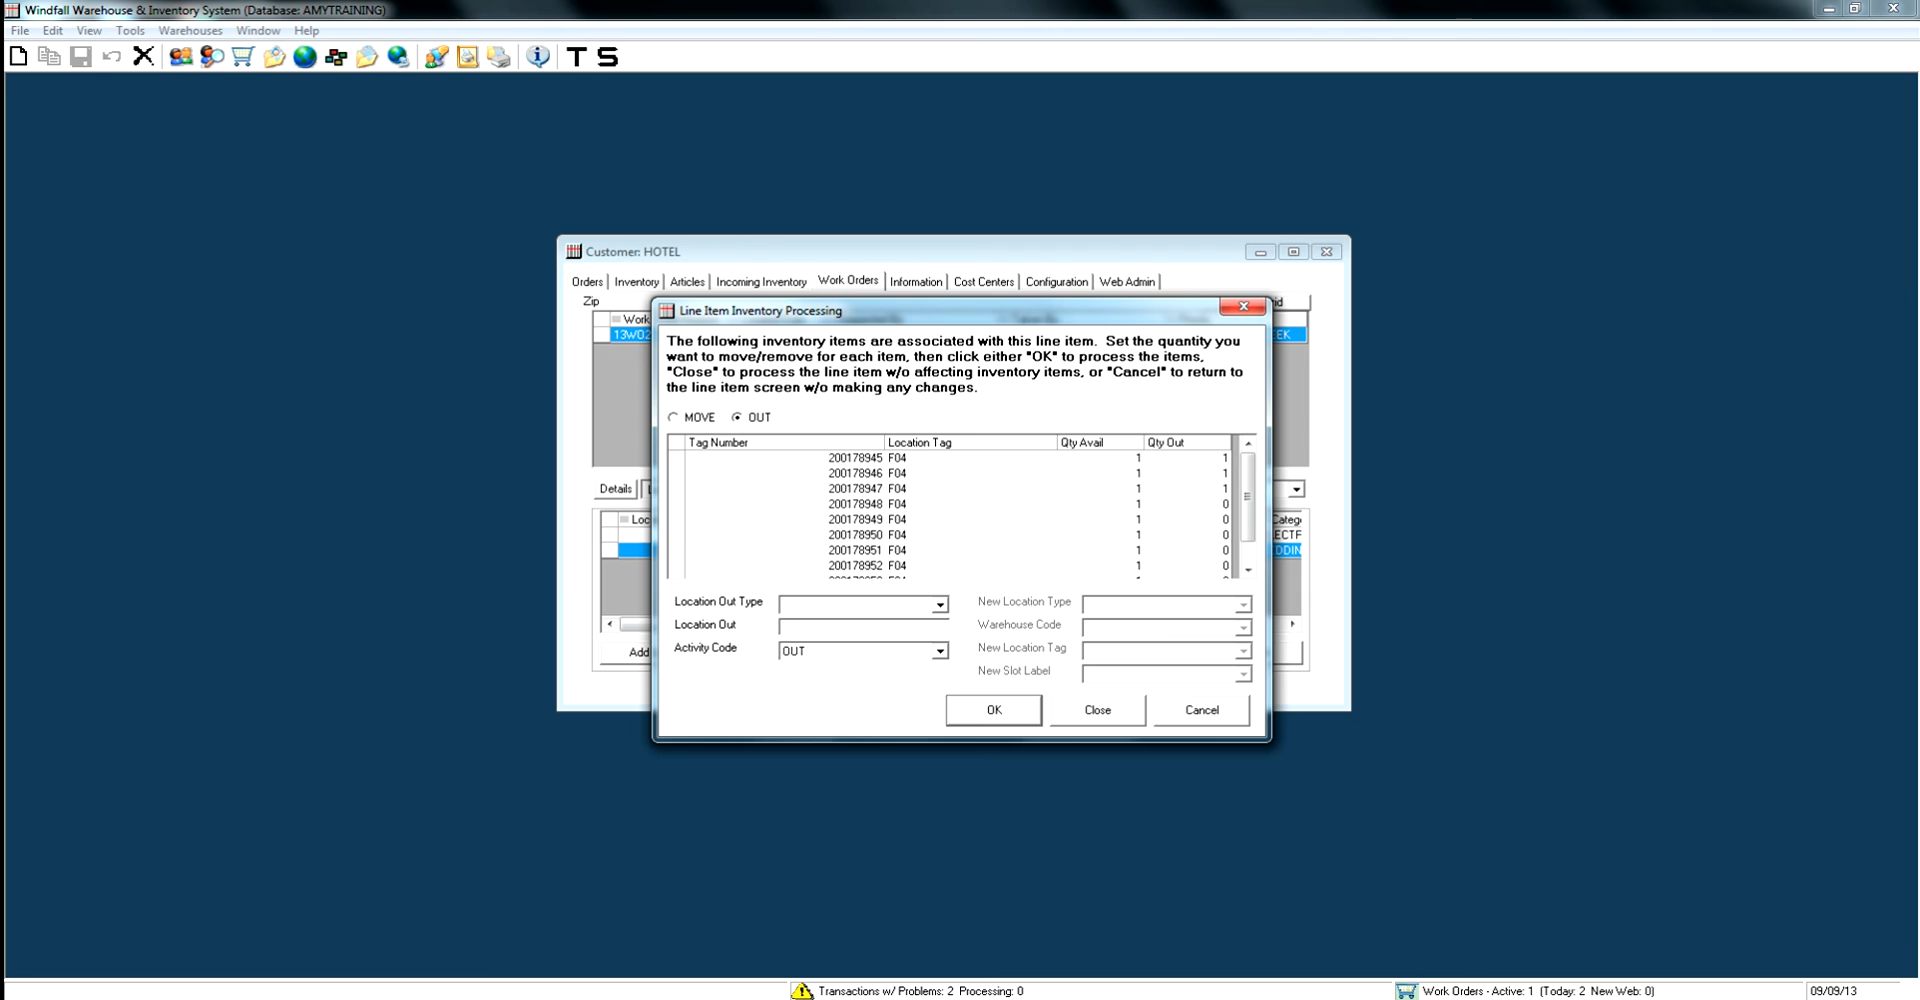 Windfall Warehouse & Inventory System (Database: AMYTRAINING)
File Edit View Tools Warehouses Window Help
T S
Customer: HOTEL
Orders Inventory Articles Incoming Inventory Work Orders Information Cost Centers Configuration Web Admin
Zip
Work
13W02
EEK
Line Item Inventory Processing
The following inventory items are associated with this line item. Set the quantity you
want to move/remove for each item, then click either "OK" to process the items,
"Close" to process the line item w/o affecting inventory items, or "Cancel" to return to
the line item screen w/o making any changes.
MOVE OUT
Tag Number Location Tag Qty Avail Qty Out
200178945 F04 1 1
200178946 F04 1 1
200178947 F04 1 1
200178948 F04 1 0
200178949 F04 1 0
200178950 F04 1 0
200178951 F04 1 0
200178952 F04 1 0
Details
Loc
Catego
ECTF
DDIN
Add
Location Out Type New Location Type
Location Out Warehouse Code
Activity Code OUT New Location Tag
New Slot Label
OK Close Cancel
Transactions w/ Problems: 2 Processing: 0 Work Orders - Active: 1 (Today: 2 New Web: 0) 09/09/13